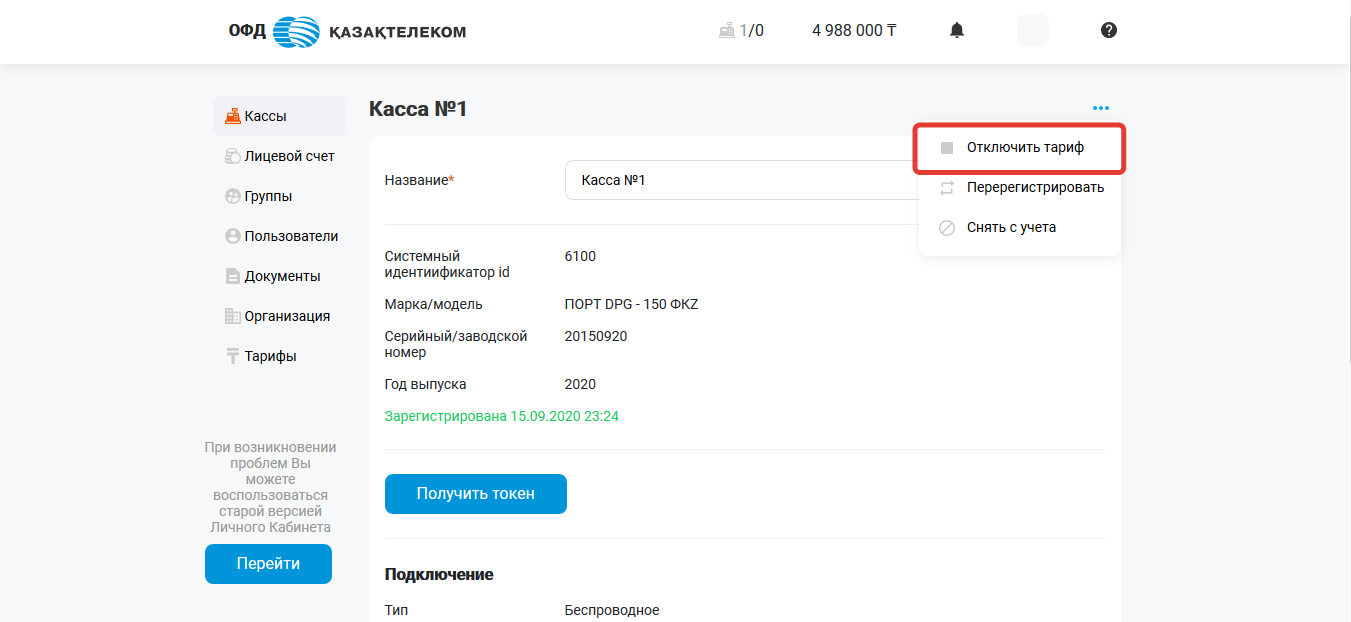 ОФД ҚАЗАҚТЕЛЕКОМ
1/0
4 988 000 ₸
Кассы
Лицевой счет
Группы
Пользователи
Документы
Организация
Тарифы
При возникновении
проблем Вы
можете
воспользоваться
старой версией
Личного Кабинета
Перейти
Касса №1
Отключить тариф
Перерегистрировать
Снять с учета
Название*
Касса №1
Системный
идентиификатор id
6100
Марка/модель
ПОРТ DPG - 150 ФKZ
Серийный/заводской
номер
20150920
Год выпуска
2020
Зарегистрирована 15.09.2020 23:24
Получить токен
Подключение
Тип
Беспроводное